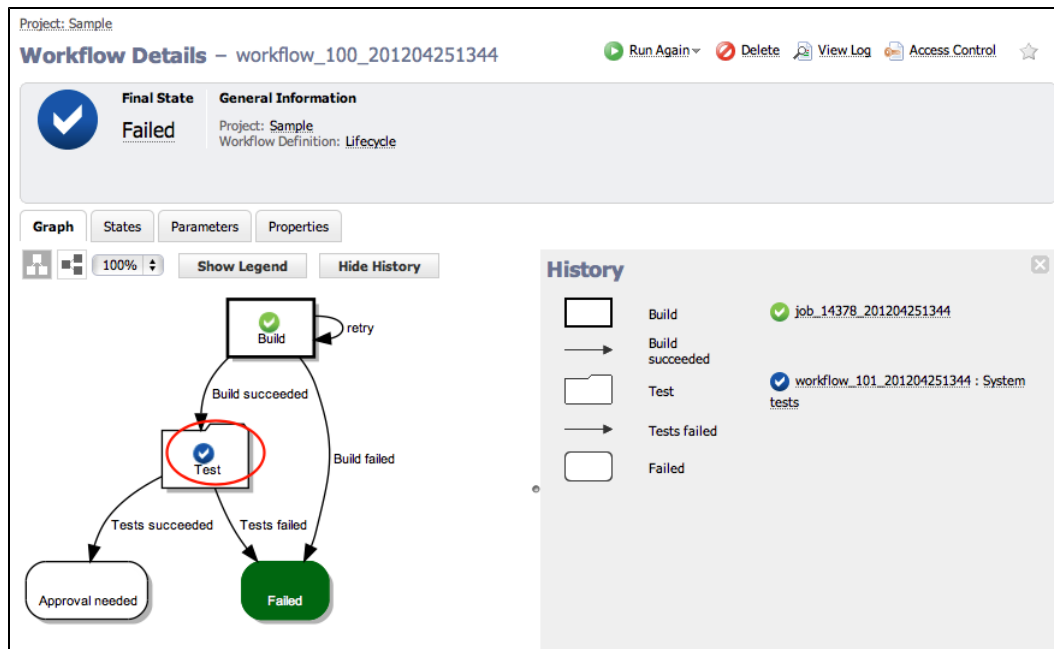 Project: Sample
Workflow Details – workflow_100_201204251344
Run Again
Delete
View Log
Access Control
Final State
Failed
General Information
Project: Sample
Workflow Definition: Lifecycle
Graph
States
Parameters
Properties
100%
Show Legend
Hide History
Build
retry
Build succeeded
Test
Build failed
Tests succeeded
Tests failed
Approval needed
Failed
History
Build
job_14378_201204251344
Build
succeeded
Test
workflow_101_201204251344 : System
tests
Tests failed
Failed